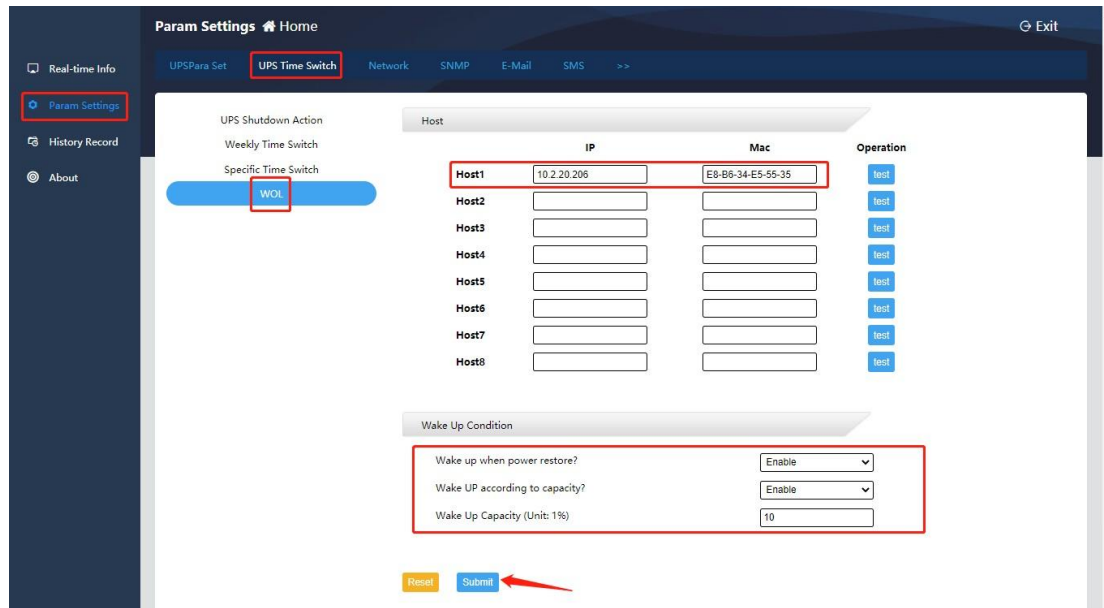 Param Settings Home Exit
Real-time Info
Param Settings
History Record
About
UPSPara Set UPS Time Switch Network SNMP E-Mail SMS >>
UPS Shutdown Action
Weekly Time Switch
Specific Time Switch
WOL
Host
IP Mac Operation
Host1 10.2.20.206 E8-B6-34-E5-55-35 test
Host2 test
Host3 test
Host4 test
Host5 test
Host6 test
Host7 test
Host8 test
Wake Up Condition
Wake up when power restore? Enable
Wake UP according to capacity? Enable
Wake Up Capacity (Unit: 1%) 10
Reset Submit